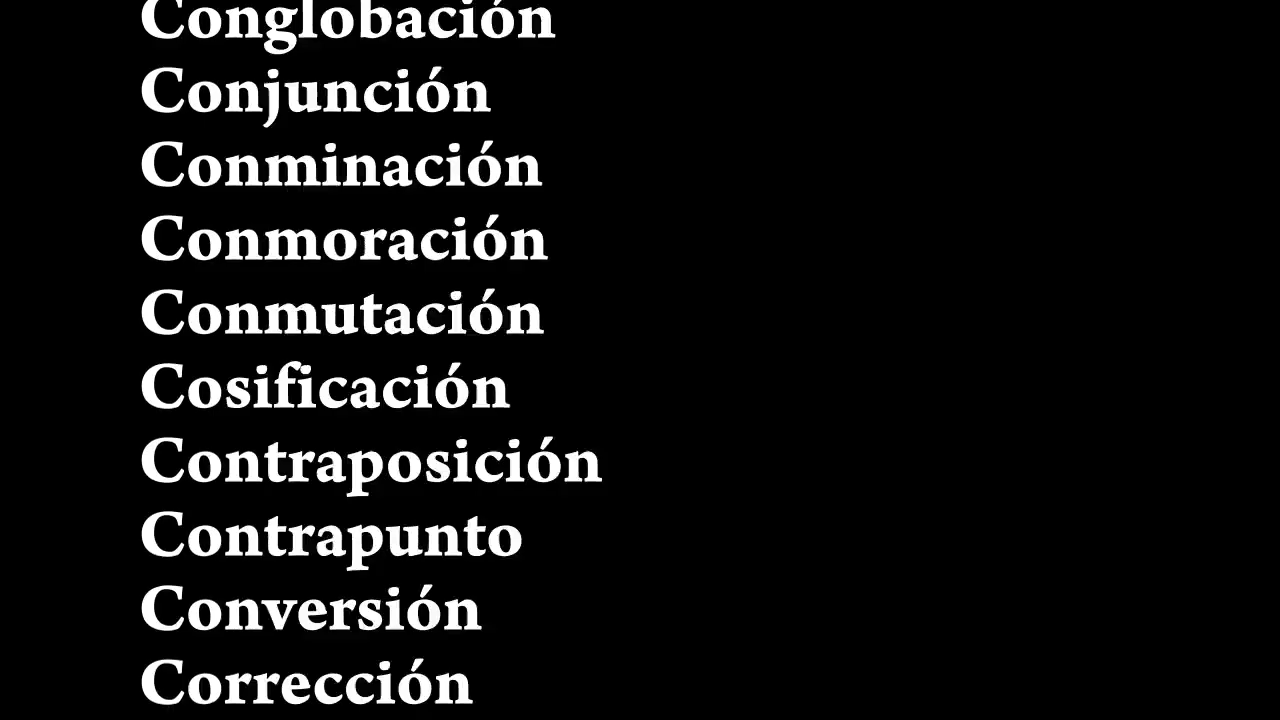 Conglobación
Conjunción
Conminación
Conmoración
Conmutación
Cosificación
Contraposición
Contrapunto
Conversión
Corrección